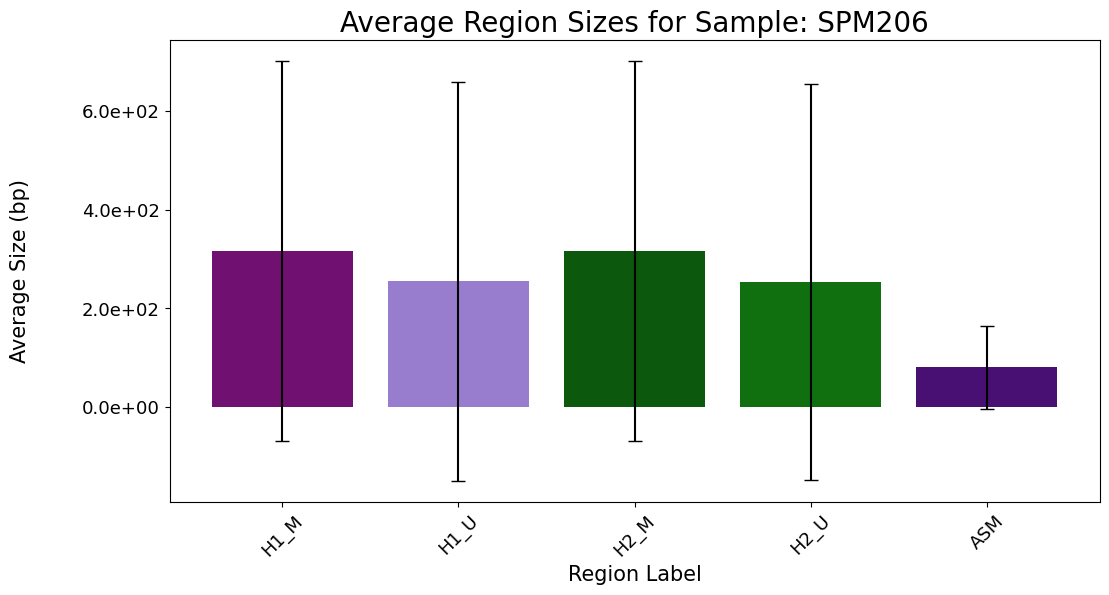 Average Region Sizes for Sample: SPM206
Average Size (bp)
6.0e+02
4.0e+02
2.0e+02
0.0e+00
H1_M
H1_U
H2_M
H2_U
ASM
Region Label